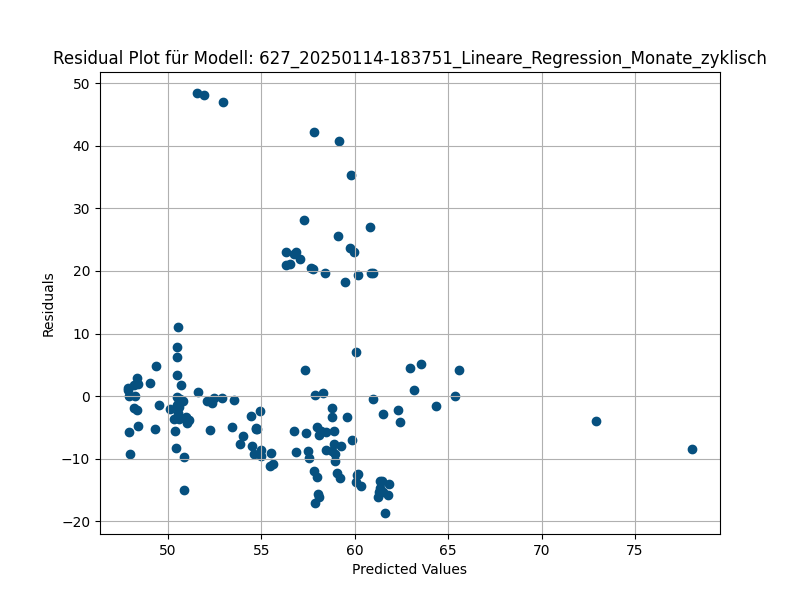 Residual Plot für Modell: 627_20250114-183751_Lineare_Regression_Monate_zyklisch
50
40
30
20
10
0
−10
−20
Residuals
50 55 60 65 70 75
Predicted Values